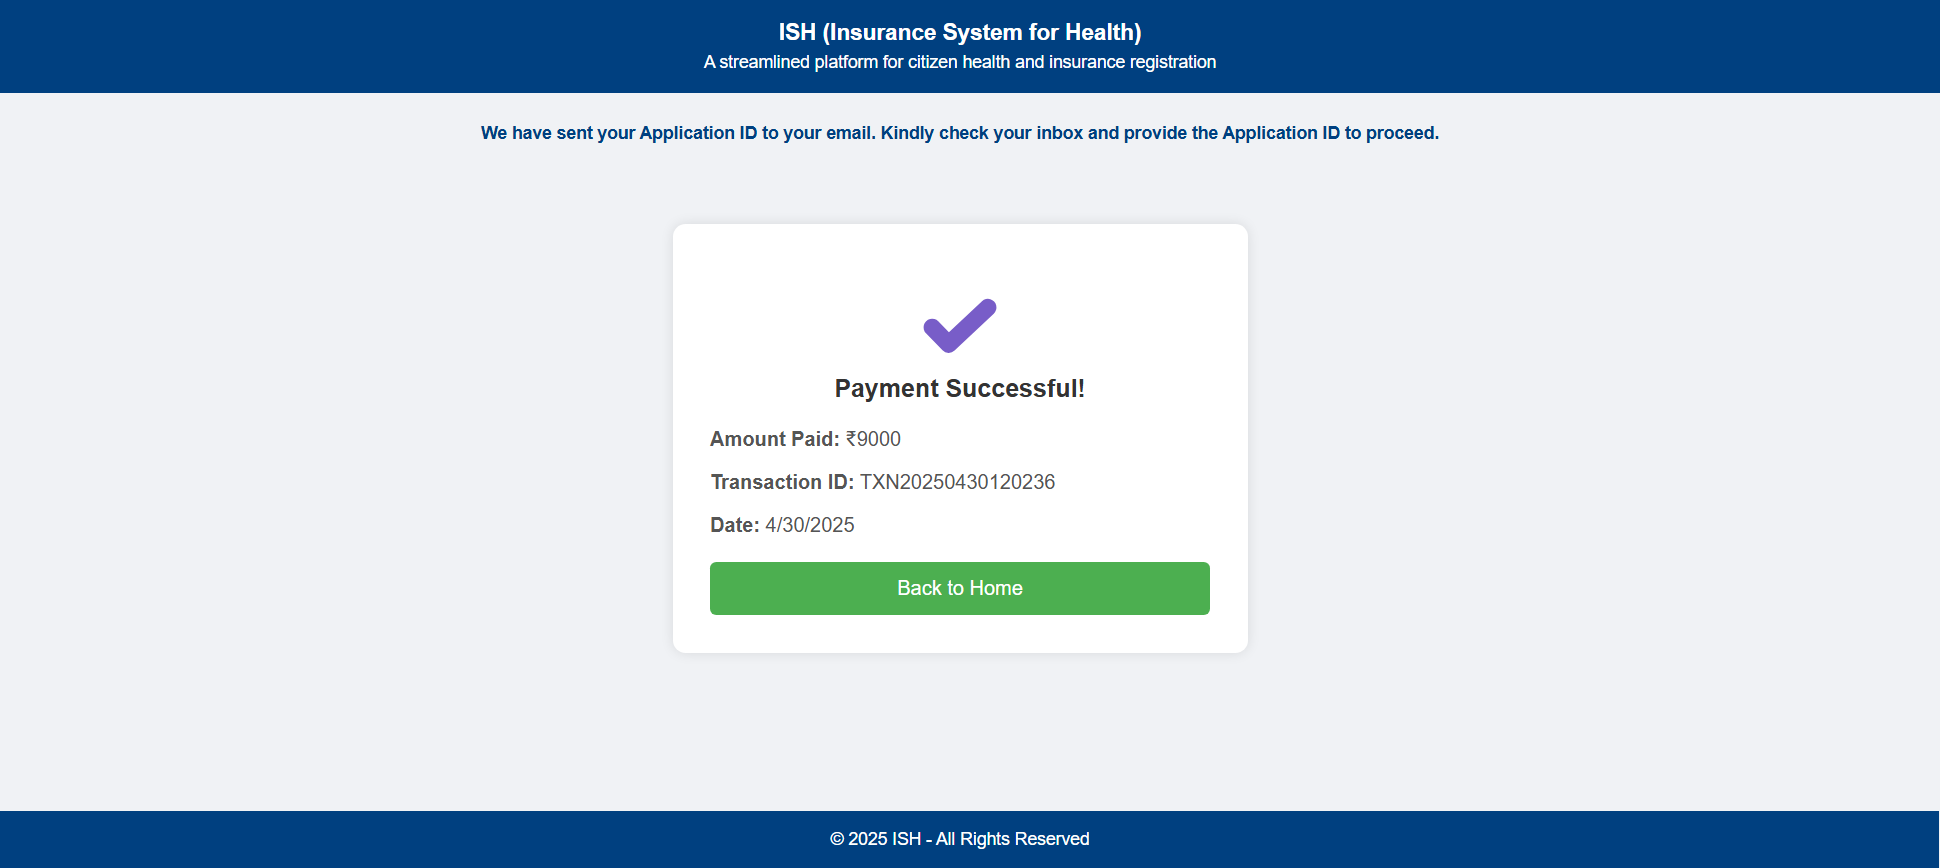 ISH (Insurance System for Health)
A streamlined platform for citizen health and insurance registration
We have sent your Application ID to your email. Kindly check your inbox and provide the Application ID to proceed.
Payment Successful!
Amount Paid: ₹9000
Transaction ID: TXN20250430120236
Date: 4/30/2025
Back to Home
© 2025 ISH - All Rights Reserved